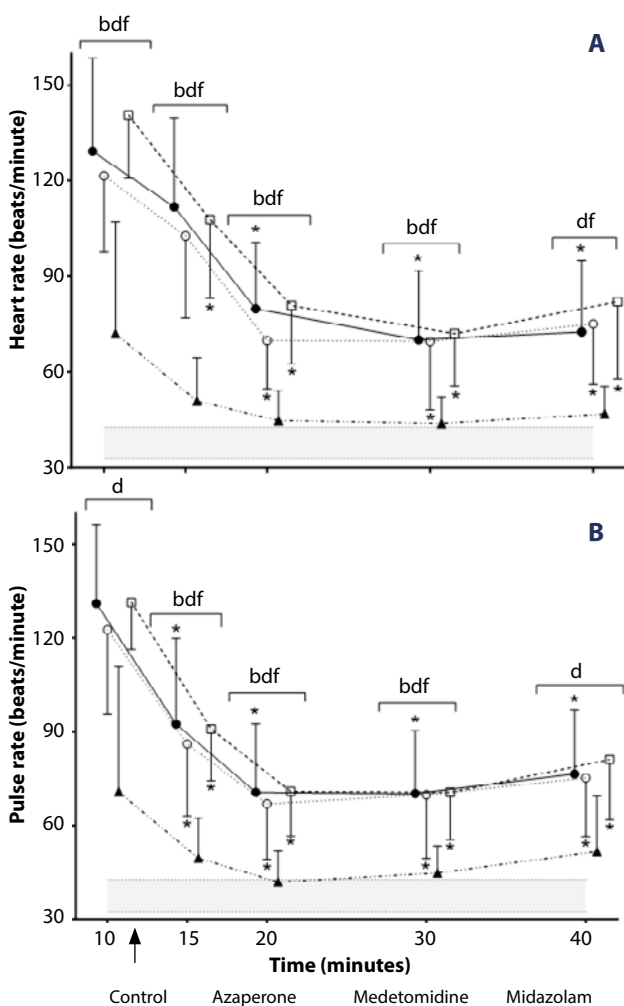 A
bdf
bdf
bdf
bdf
df
Heart rate (beats/minute)
150
120
90
60
30
*
*
*
*
*
*
*
*
*
*
B
d
bdf
bdf
bdf
d
Pulse rate (beats/minute)
150
120
90
60
30
*
*
*
*
*
*
*
*
*
*
*
*
10 15 20 30 40
Time (minutes)
Control Azaperone Medetomidine Midazolam